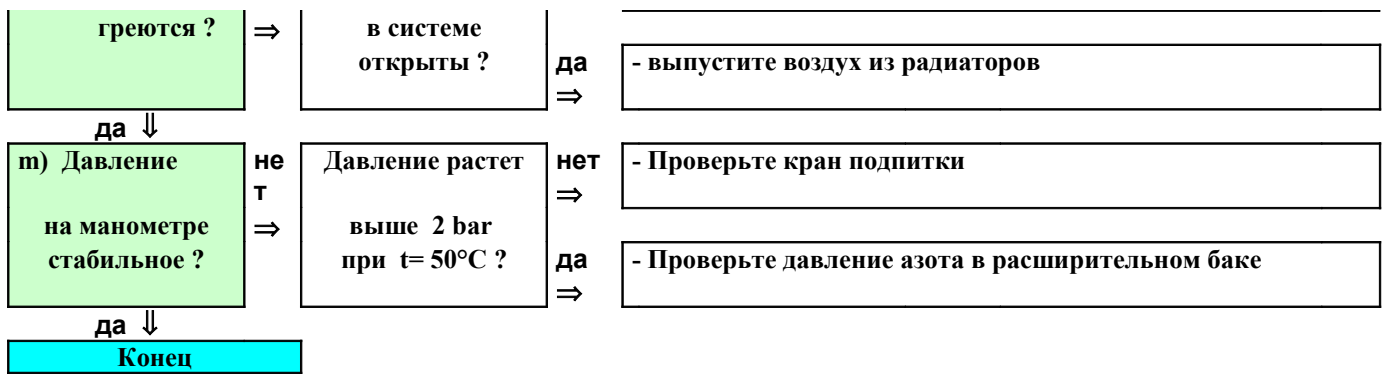 греются ?
⇒
в системе
открыты ?
да
⇒
- выпустите воздух из радиаторов
да ⇓
m) Давление
на манометре
стабильное ?
не
т
⇒
Давление растет
выше 2 bar
при t= 50°C ?
нет
⇒
- Проверьте кран подпитки
да
⇒
- Проверьте давление азота в расширительном баке
да ⇓
Конец